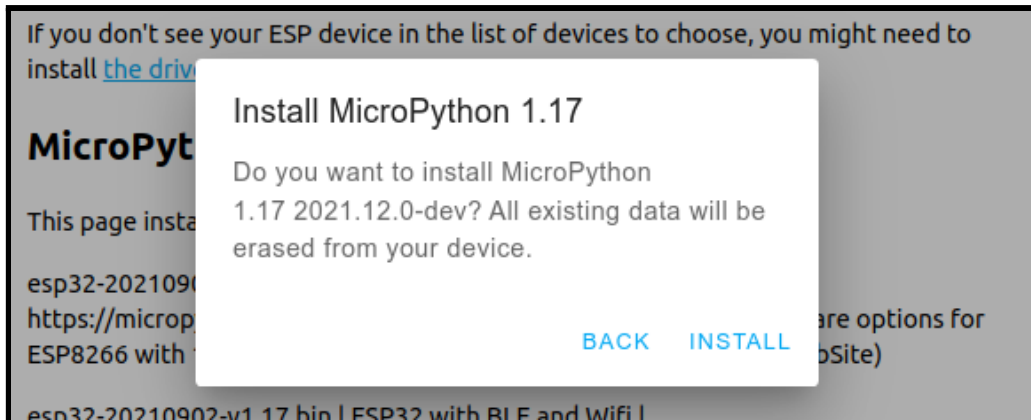 If you don't see your ESP device in the list of devices to choose, you might need to
install the driv
Install MicroPython 1.17
MicroPyt
Do you want to install MicroPython
1.17 2021.12.0-dev? All existing data will be
erased from your device.
This page insta
esp32-2021090
https://microp
are options for
ESP8266 with
bSite)
BACK INSTALL
esp32-20210902-v1.17.bin | ESP32 with BLE and Wifi |